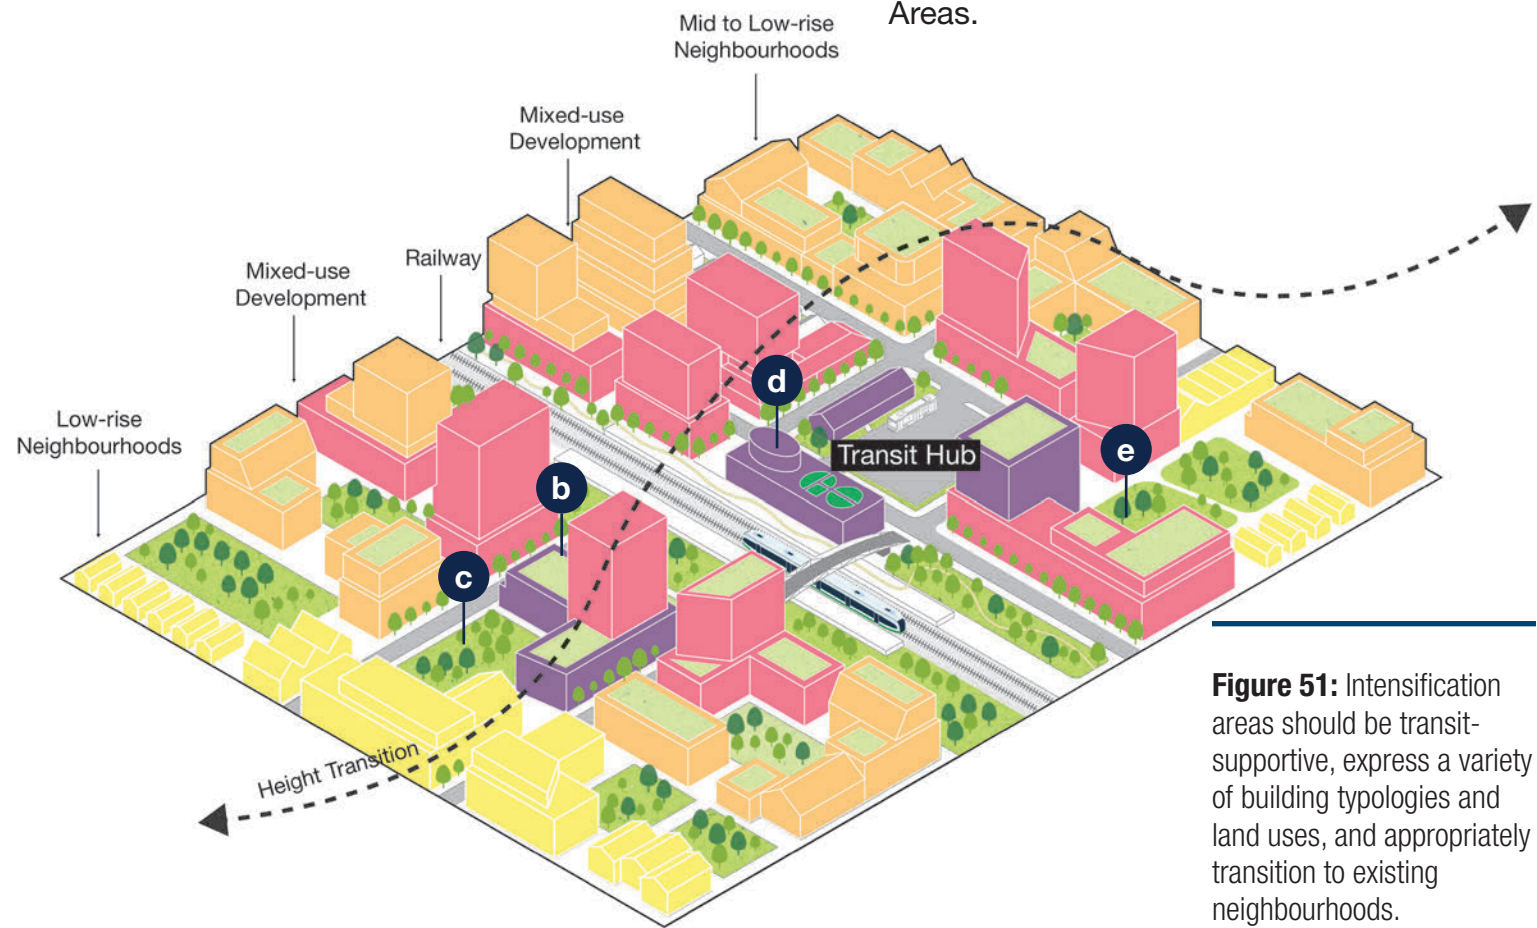 Areas.
Mid to Low-rise
Neighbourhoods
Mixed-use
Development
Railway
Mixed-use
Development
Low-rise
Neighbourhoods
d
Transit Hub
e
b
c
Height Transition
GO
Figure 51: Intensification
areas should be transit-
supportive, express a variety
of building typologies and
land uses, and appropriately
transition to existing
neighbourhoods.